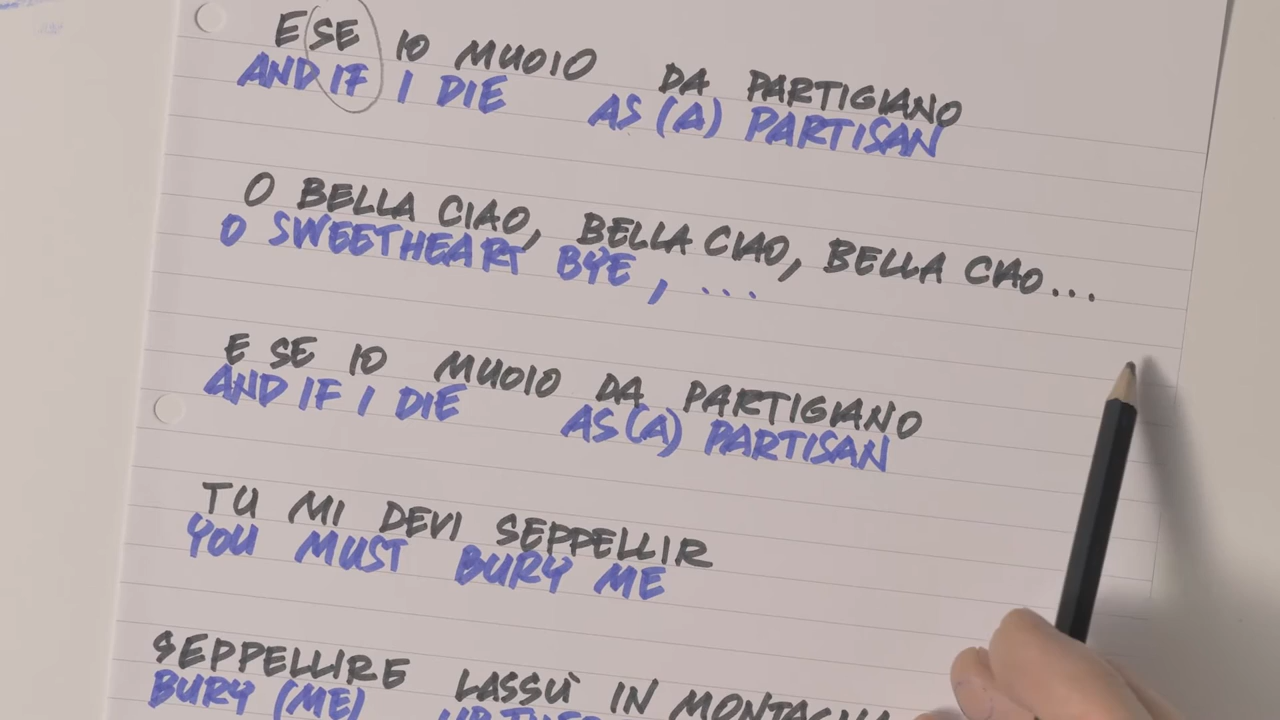 E SE IO MUOIO DA PARTIGIANO
AND IF I DIE AS (A) PARTISAN
O BELLA CIAO, BELLA CIAO, BELLA CIAO...
O SWEETHEART BYE, ...
E SE IO MUOIO DA PARTIGIANO
AND IF I DIE AS (A) PARTISAN
TU MI DEVI SEPPELLIR
YOU MUST BURY ME
SEPPELLIRE LASSÙ IN MONTAGNA
BURY (ME)